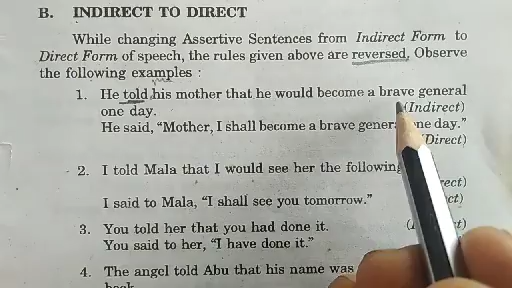 B. INDIRECT TO DIRECT
While changing Assertive Sentences from Indirect Form to
Direct Form of speech, the rules given above are reversed. Observe
the following examples :
1. He told his mother that he would become a brave general
one day. (Indirect)
He said, “Mother, I shall become a brave one day.”
Direct)
2. I told Mala that I would see her the following
I said to Mala, “I shall see you tomorrow.”
3. You told her that you had done it.
You said to her, “I have done it.”
4. The angel told Abu that his name was